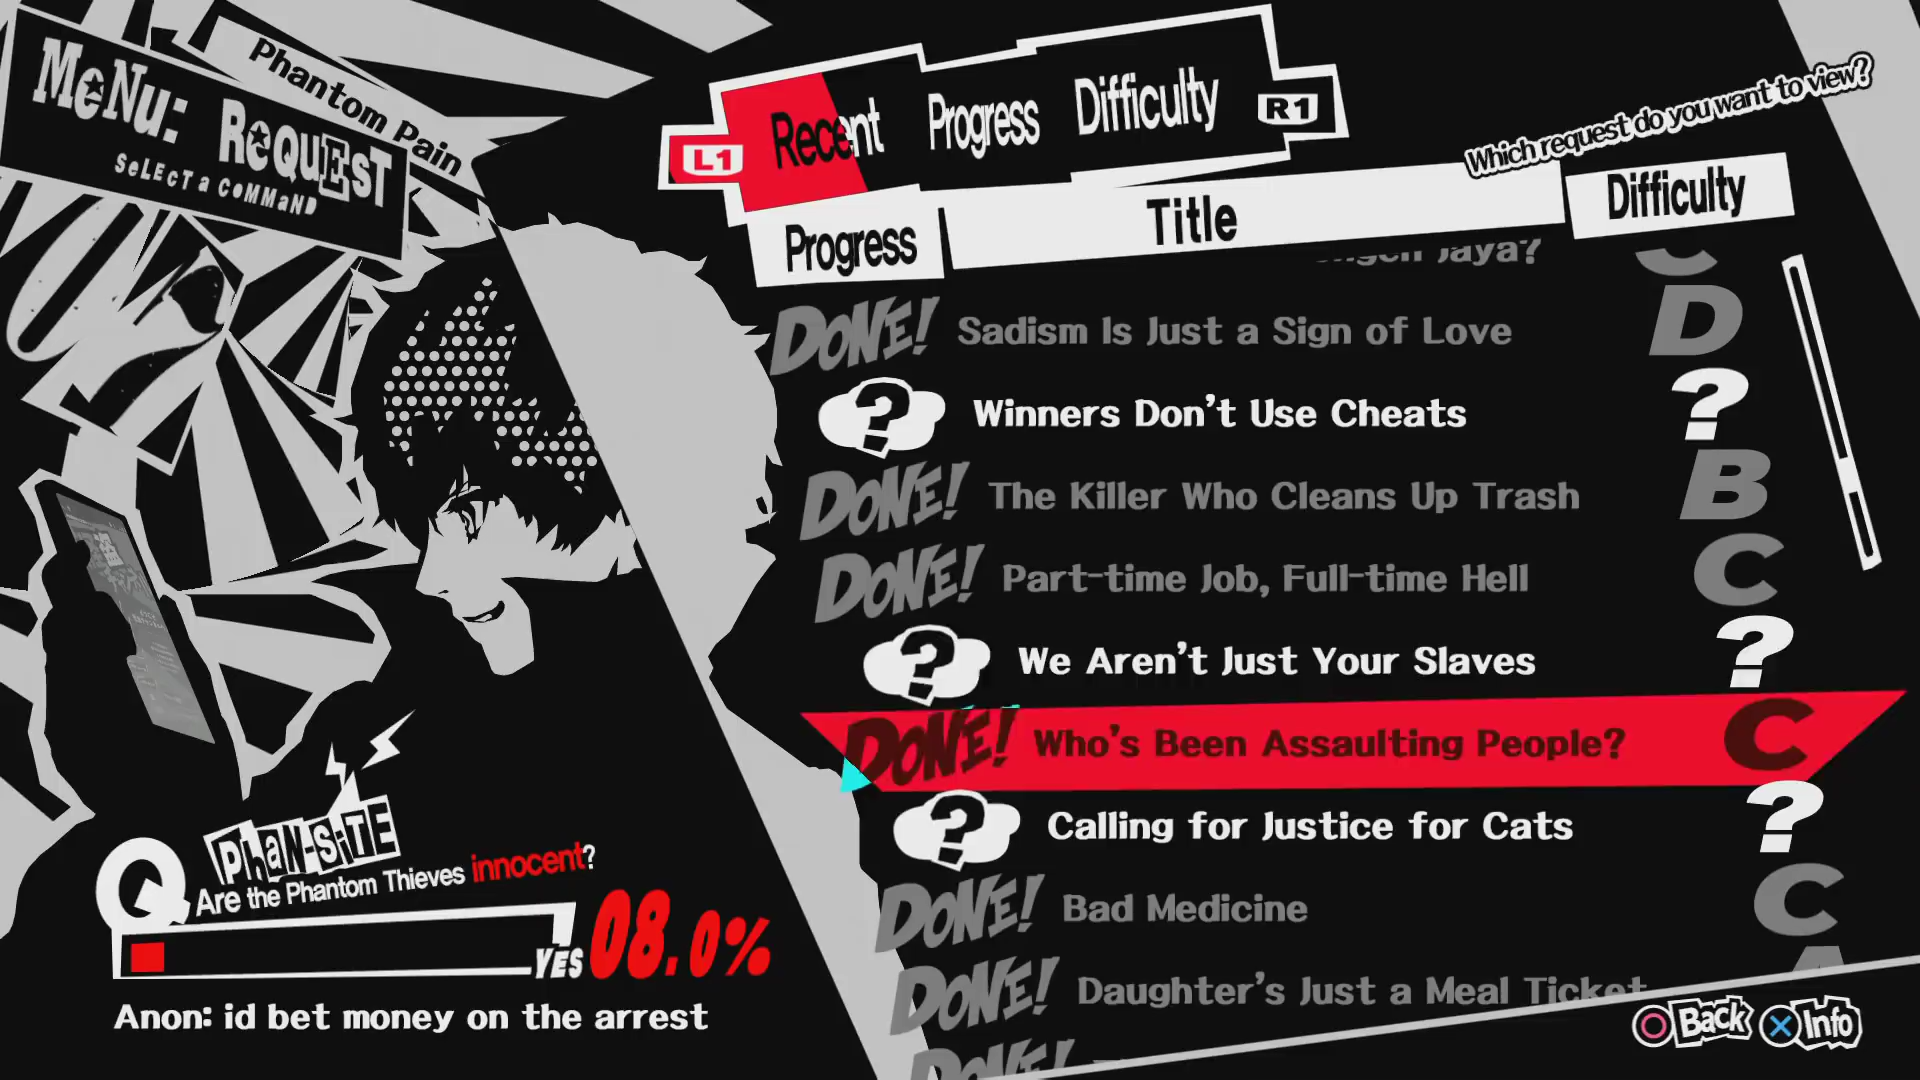 Phantom Pain
MENU: REQUEST
SELECT a COMMAND
L1 Recent Progress Difficulty R1
Which request do you want to view?
Progress Title Difficulty
Jaya? C
DONE! Sadism Is Just a Sign of Love D
? Winners Don't Use Cheats ?
DONE! The Killer Who Cleans Up Trash B
DONE! Part-time Job, Full-time Hell C
? We Aren't Just Your Slaves ?
DONE! Who's Been Assaulting People? C
? Calling for Justice for Cats ?
DONE! Bad Medicine C
DONE! Daughter's Just a Meal Ticket A
DONE!
PhaN-SiTE
Q Are the Phantom Thieves innocent?
YES 08.0%
Anon: id bet money on the arrest
Back Info